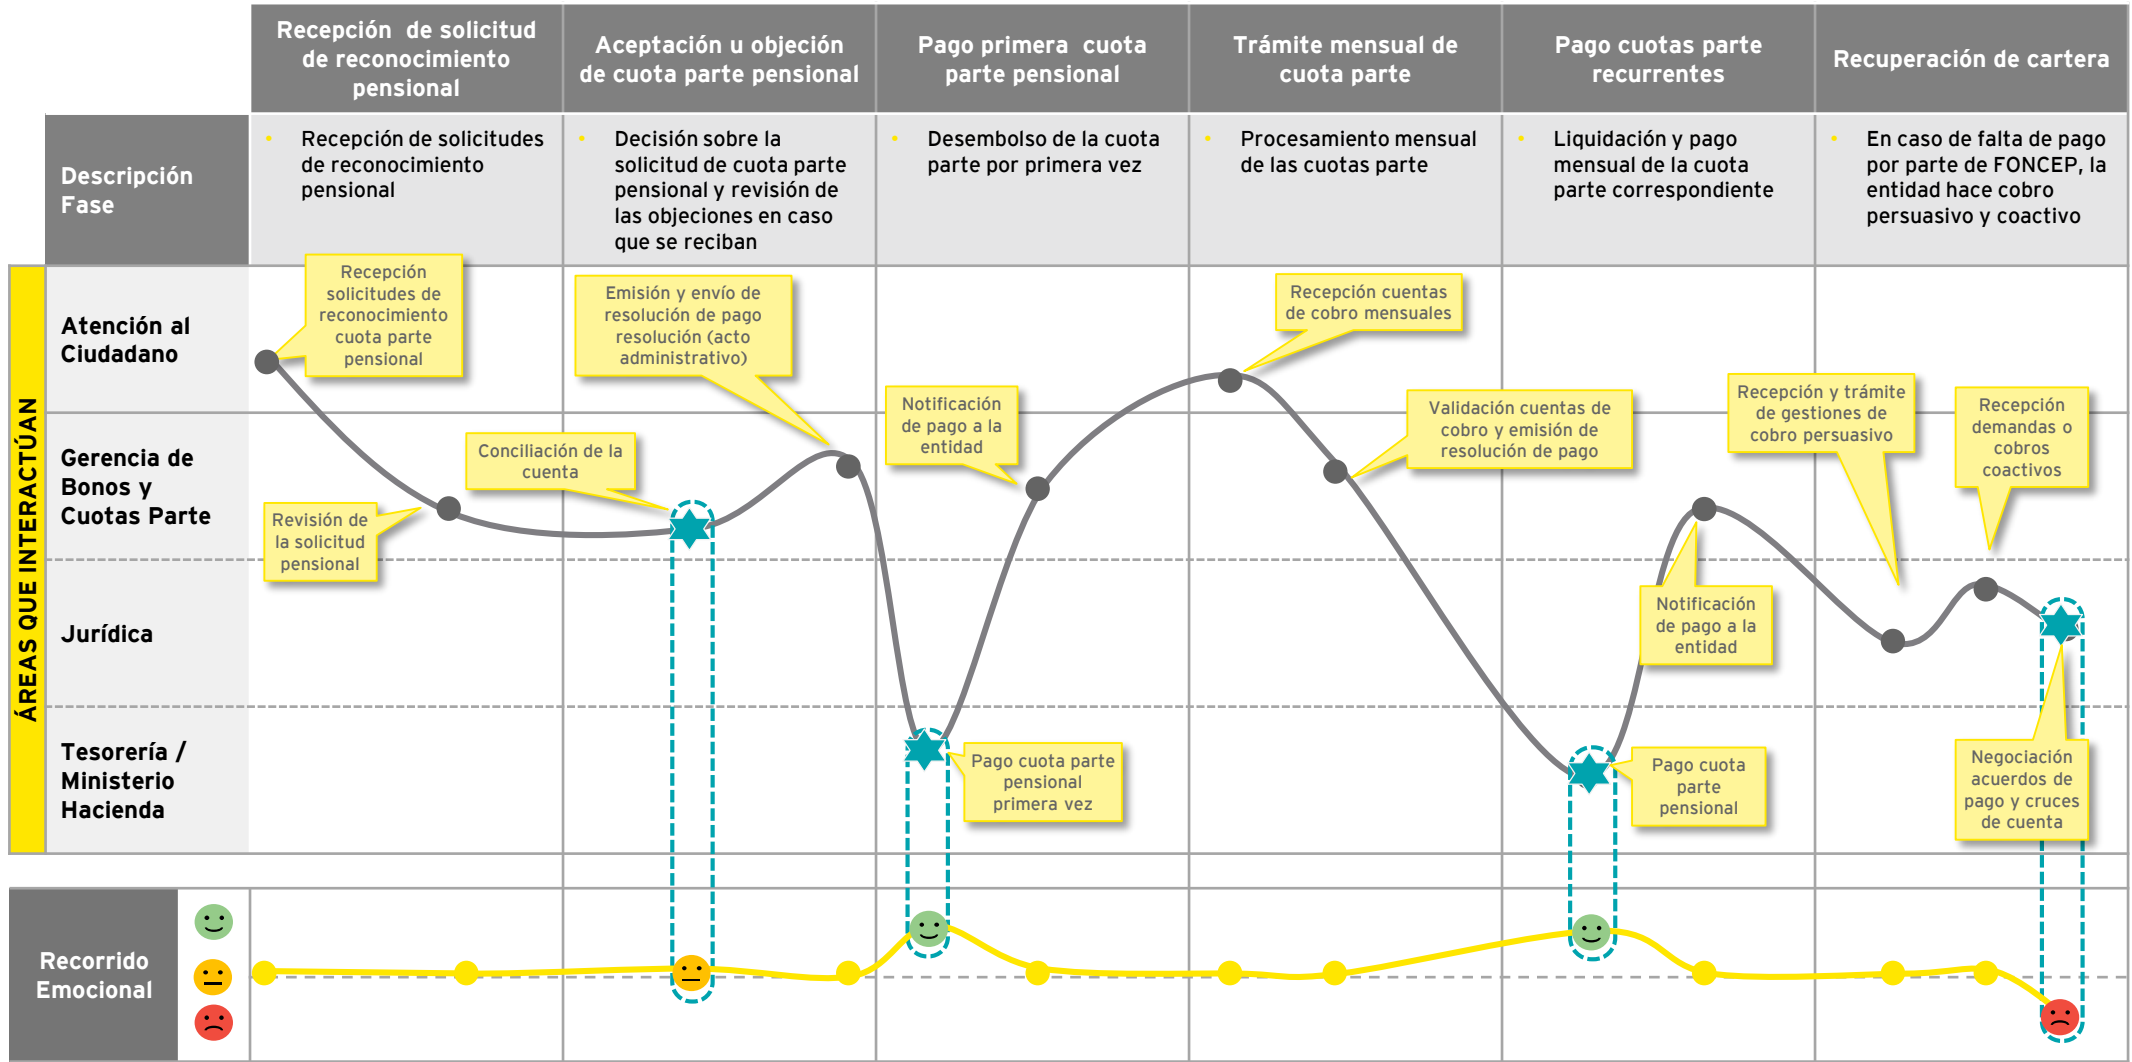 Recepción de solicitud
de reconocimiento
pensional
Aceptación u objeción
de cuota parte pensional
Pago primera cuota
parte pensional
Trámite mensual de
cuota parte
Pago cuotas parte
recurrentes
Recuperación de cartera
Descripción
Fase
• Recepción de solicitudes
de reconocimiento
pensional
• Decisión sobre la
solicitud de cuota parte
pensional y revisión de
las objeciones en caso
que se reciban
• Desembolso de la cuota
parte por primera vez
• Procesamiento mensual
de las cuotas parte
• Liquidación y pago
mensual de la cuota
parte correspondiente
• En caso de falta de pago
por parte de FONCEP, la
entidad hace cobro
persuasivo y coactivo
ÁREAS QUE INTERACTÚAN
Atención al
Ciudadano
Recepción
solicitudes de
reconocimiento
cuota parte
pensional
Emisión y envío de
resolución de pago
resolución (acto
administrativo)
Recepción cuentas
de cobro mensuales
Gerencia de
Bonos y
Cuotas Parte
Revisión de
la solicitud
pensional
Conciliación de la
cuenta
Notificación
de pago a la
entidad
Validación cuentas de
cobro y emisión de
resolución de pago
Recepción y trámite
de gestiones de
cobro persuasivo
Recepción
demandas o
cobros
coactivos
Jurídica
Notificación
de pago a la
entidad
Tesorería /
Ministerio
Hacienda
Pago cuota parte
pensional
primera vez
Pago cuota
parte
pensional
Negociación
acuerdos de
pago y cruces
de cuenta
Recorrido
Emocional